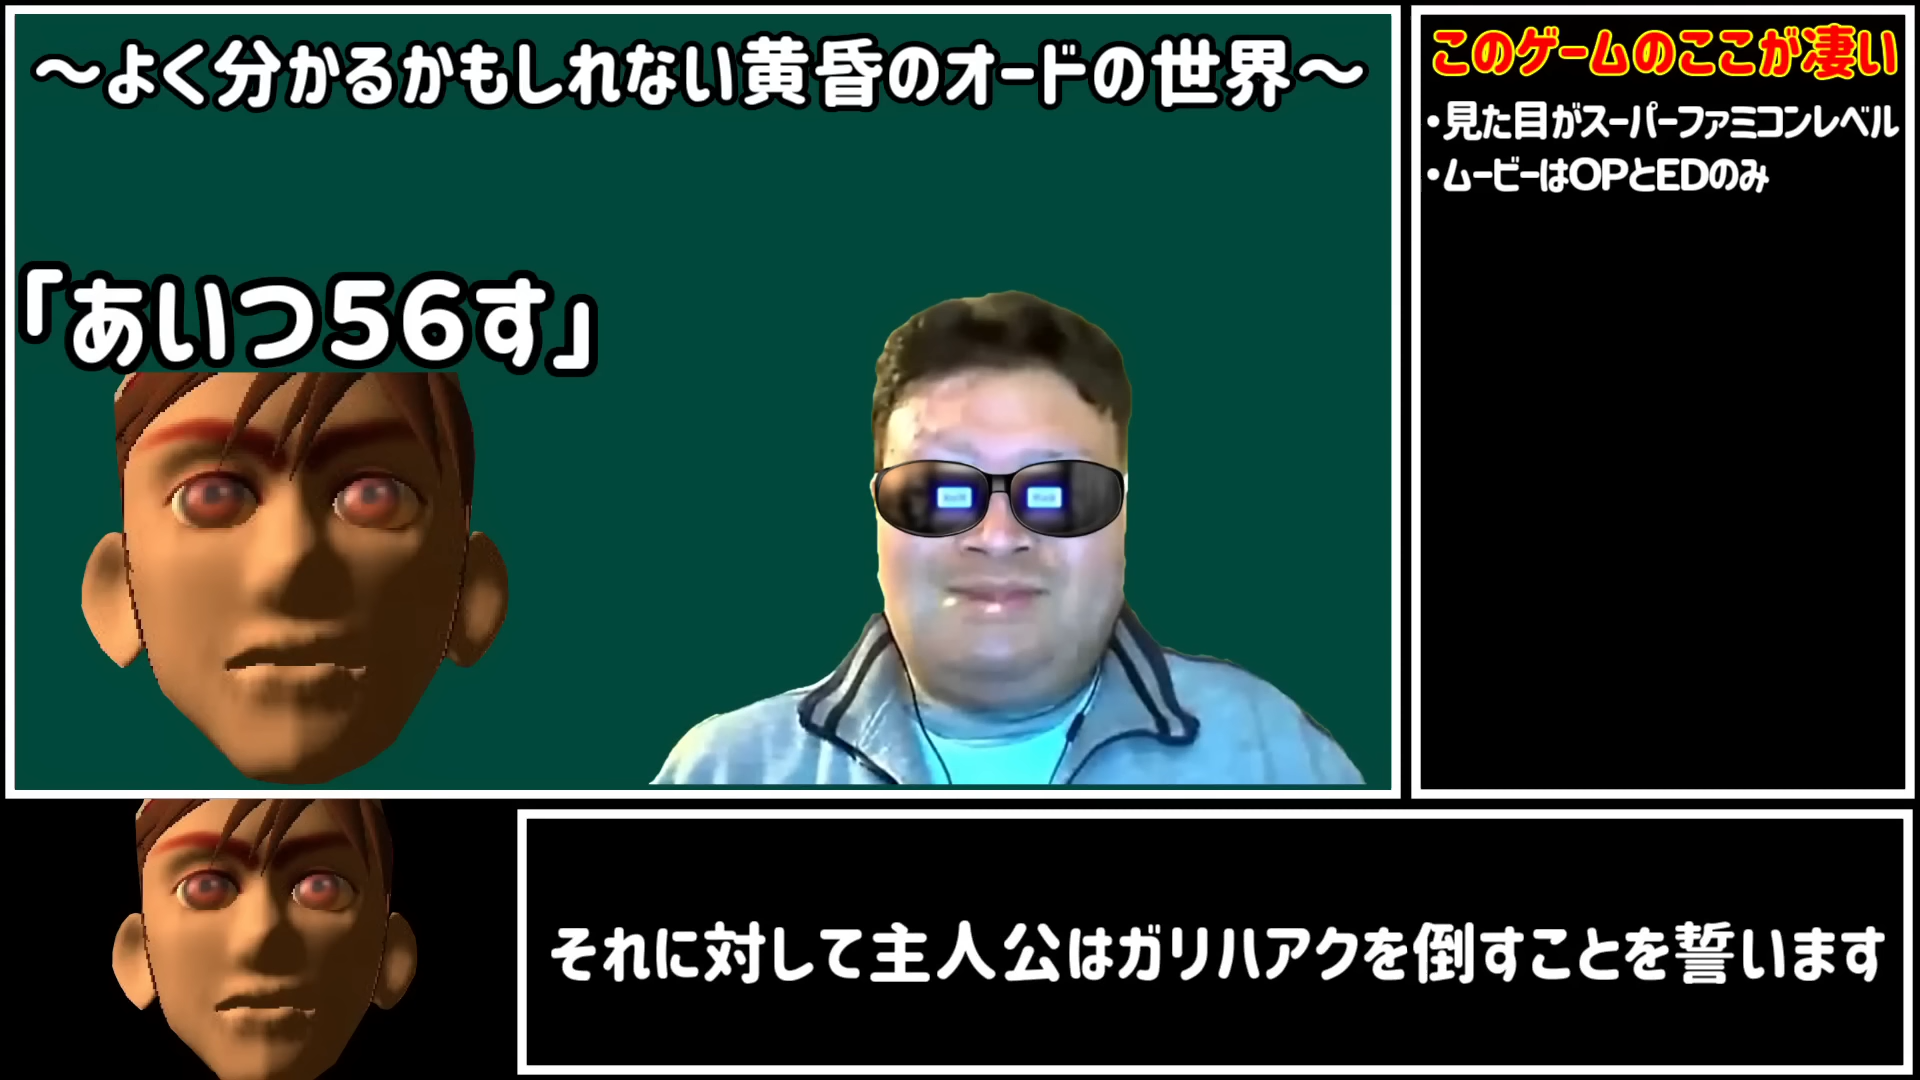 ～よく分かるかもしれない黄昏のオードの世界～
「あいつ56す」
このゲームのここが凄い
・見た目がスーパーファミコンレベル
・ムービーはOPとEDのみ
それに対して主人公はガリハアクを倒すことを誓います